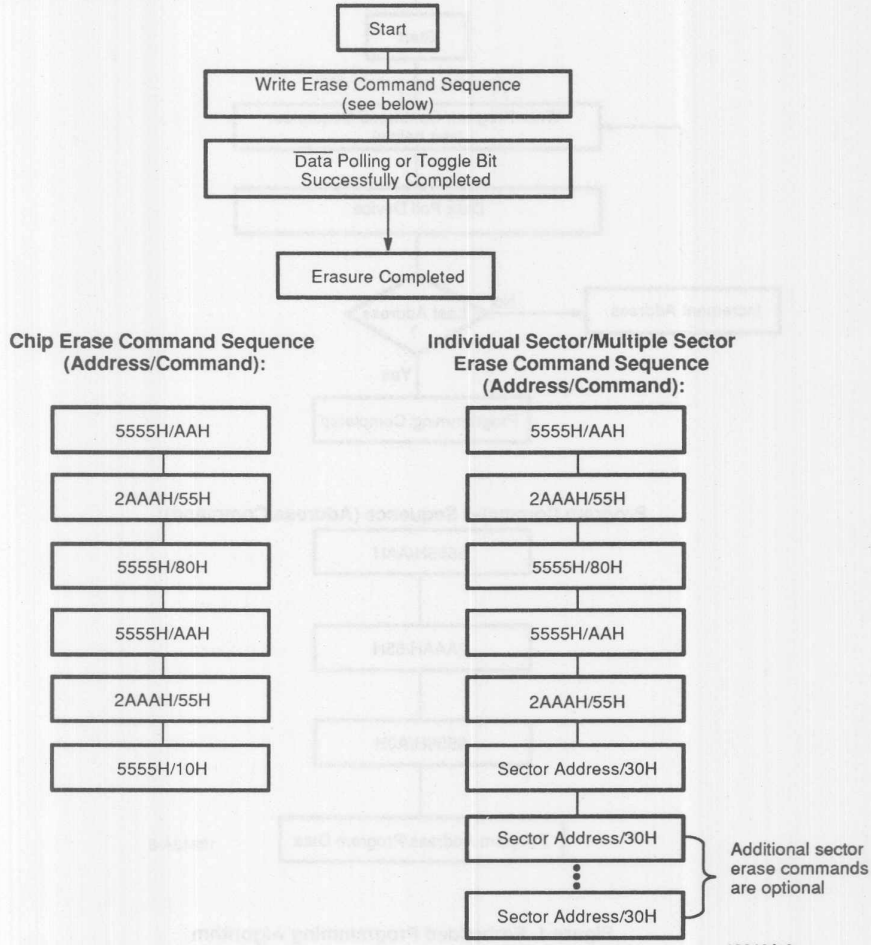 Start
Write Erase Command Sequence
(see below)
Data Polling or Toggle Bit
Successfully Completed
Erasure Completed
Chip Erase Command Sequence
(Address/Command):
5555H/AAH
2AAAH/55H
5555H/80H
5555H/AAH
2AAAH/55H
5555H/10H
Individual Sector/Multiple Sector
Erase Command Sequence
(Address/Command):
5555H/AAH
2AAAH/55H
5555H/80H
5555H/AAH
2AAAH/55H
Sector Address/30H
Sector Address/30H
Sector Address/30H
Additional sector
erase commands
are optional